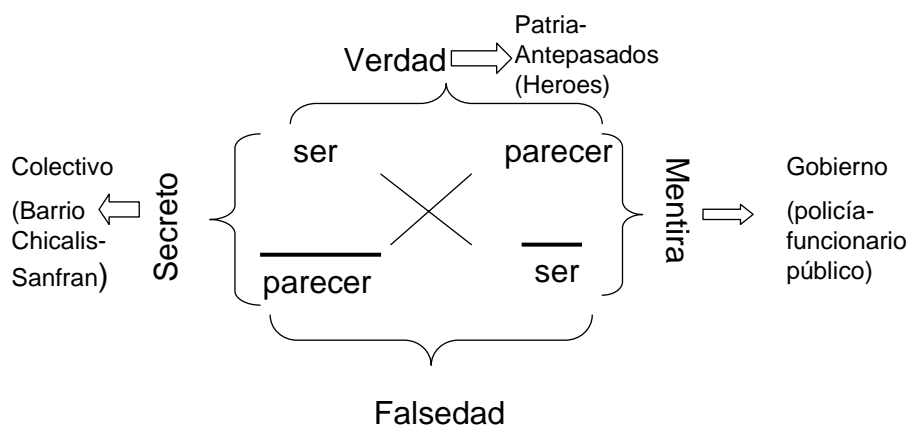 Patria-
Antepasados
(Heroes)
Verdad
ser
parecer
Colectivo
(Barrio
Chicalis-
Sanfran)
Secreto
Mentira
Gobierno
(policía-
funcionario
público)
parecer
ser
Falsedad